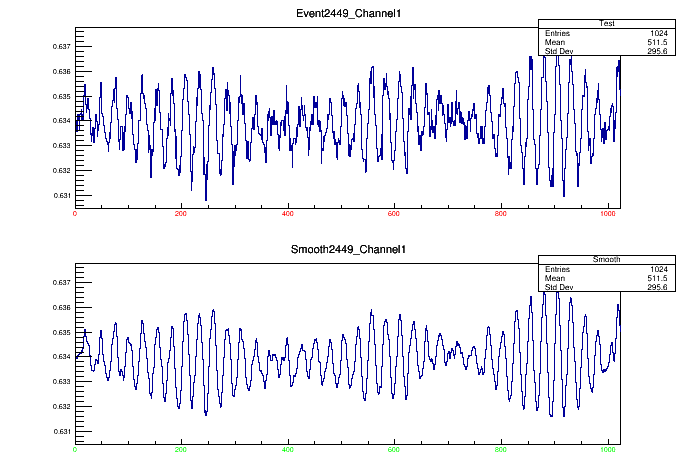 Event2449_Channel1
Test
Entries 1024
Mean 511.5
Std Dev 295.6
0.637
0.636
0.635
0.634
0.633
0.632
0.631
0 200 400 600 800 1000
Smooth2449_Channel1
Smooth
Entries 1024
Mean 511.5
Std Dev 295.6
0.637
0.636
0.635
0.634
0.633
0.632
0.631
0 200 400 600 800 1000